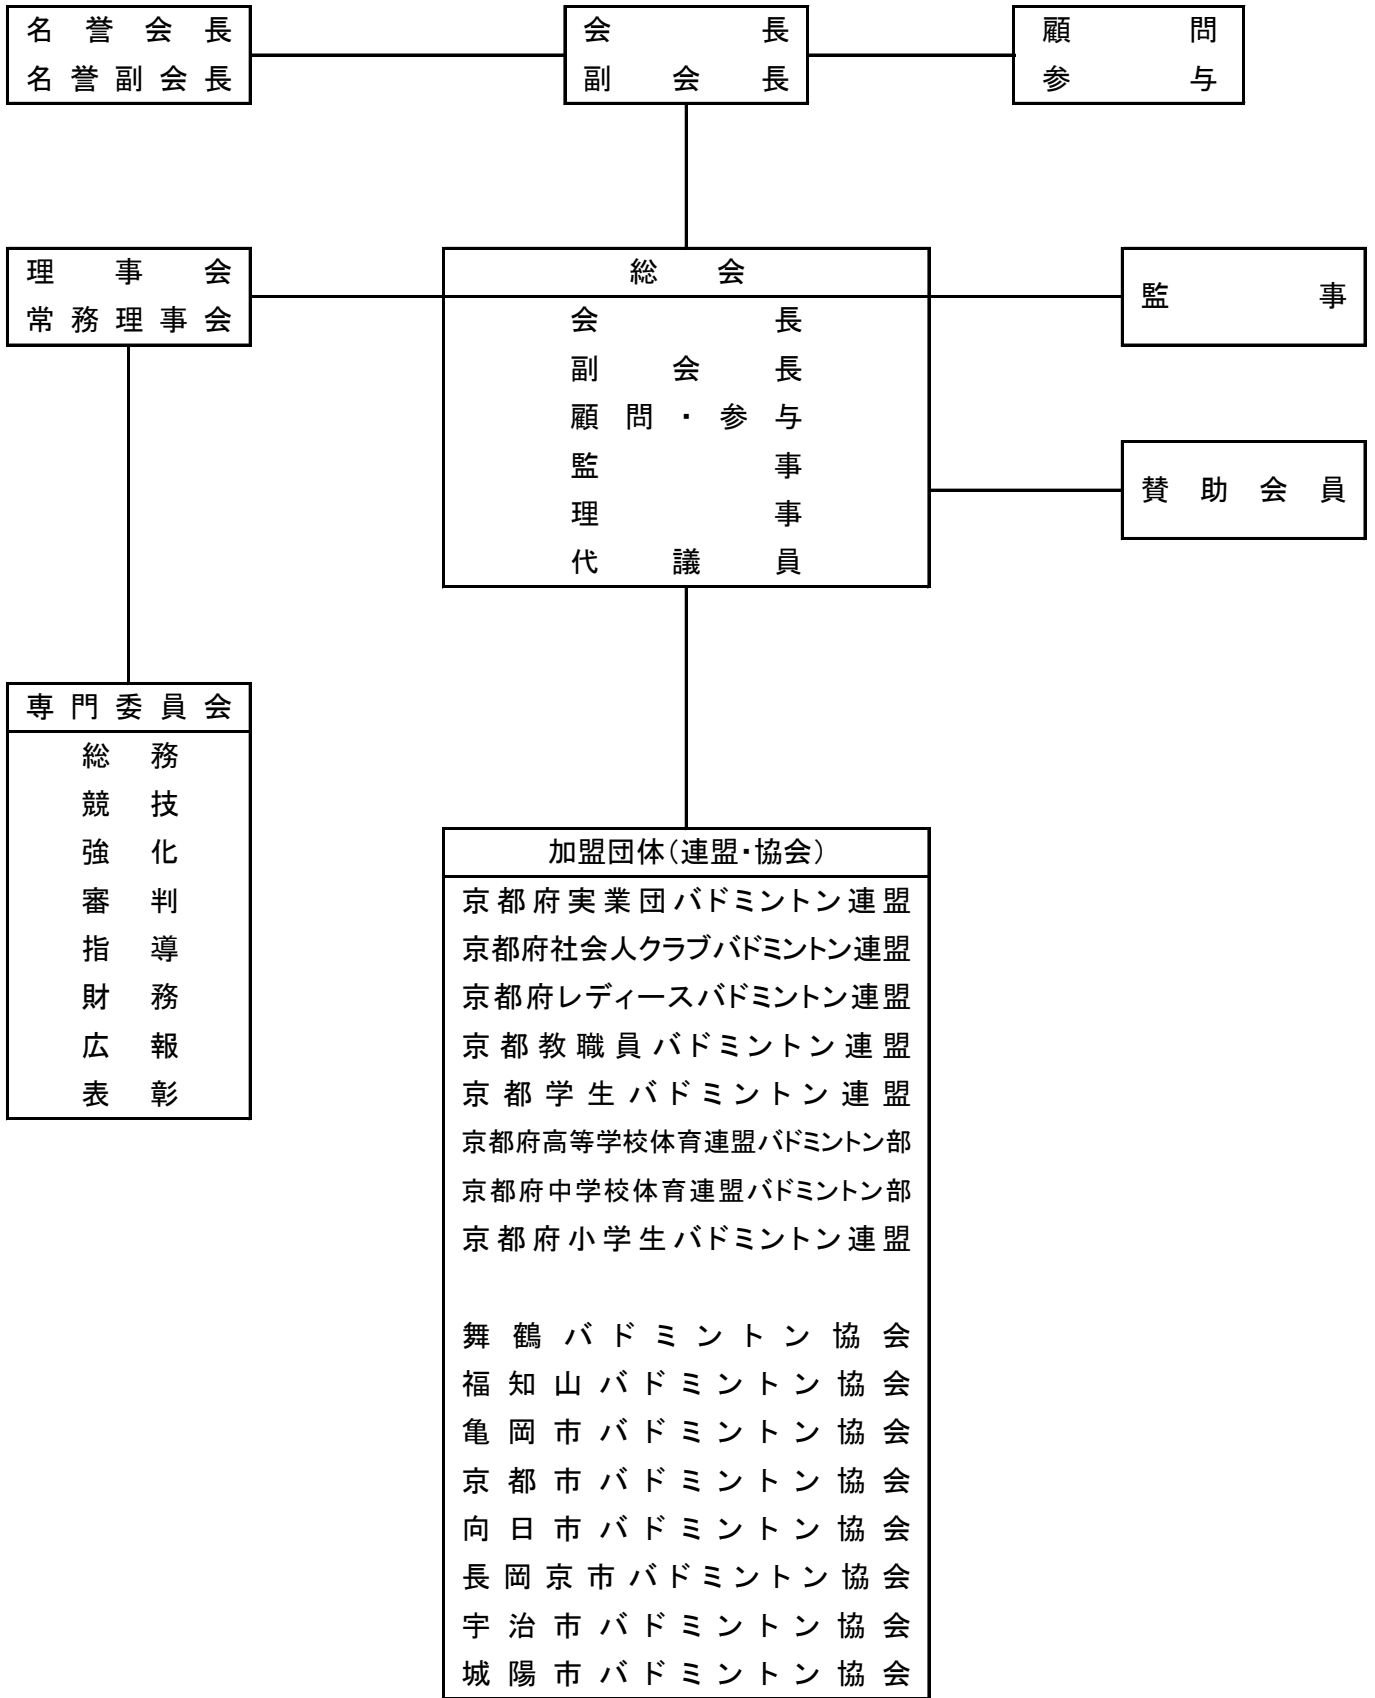 名誉会長
名誉副会長
会長
副会長
顧問
参与
理事会
常務理事会
総会
会長
副会長
顧問・参与
監事
理事
代議員
監事
賛助会員
専門委員会
総務
競技
強化
審判
指導
財務
広報
表彰
加盟団体(連盟・協会)
京都府実業団バドミントン連盟
京都府社会人クラブバドミントン連盟
京都府レディースバドミントン連盟
京都教職員バドミントン連盟
京都学生バドミントン連盟
京都府高等学校体育連盟バドミントン部
京都府中学校体育連盟バドミントン部
京都府小学生バドミントン連盟
舞鶴バドミントン協会
福知山バドミントン協会
亀岡市バドミントン協会
京都市バドミントン協会
向日市バドミントン協会
長岡京市バドミントン協会
宇治市バドミントン協会
城陽市バドミントン協会